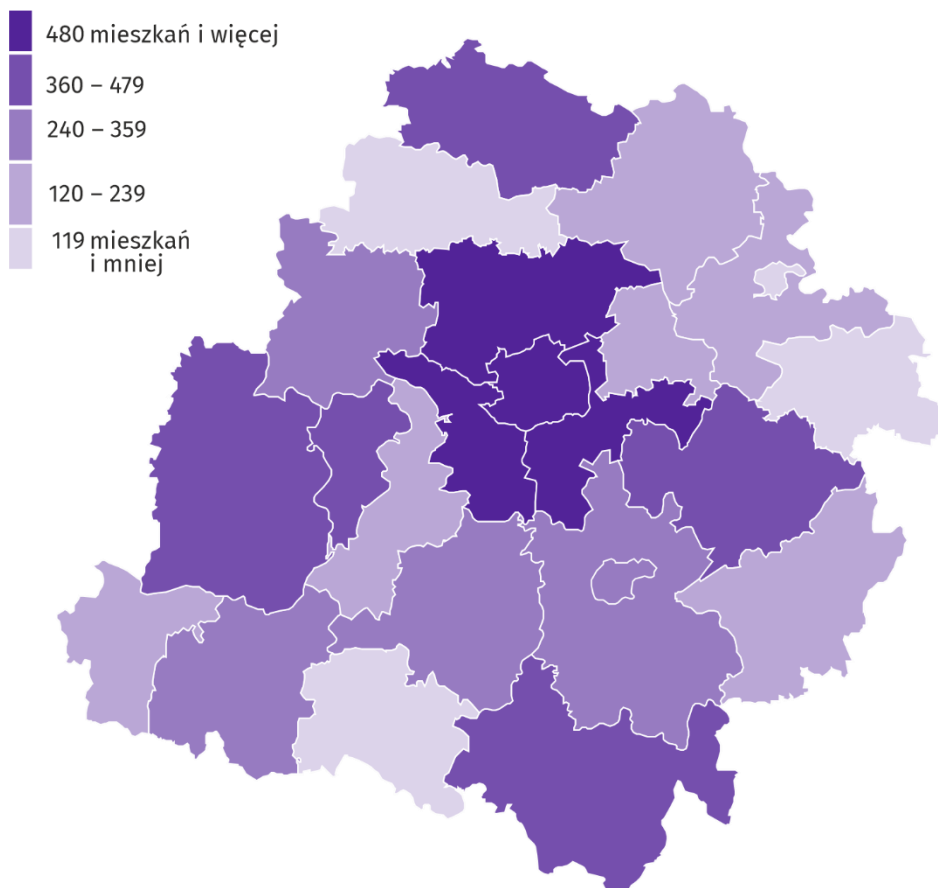 480 mieszkań i więcej
360 – 479
240 – 359
120 – 239
119 mieszkań
i mniej